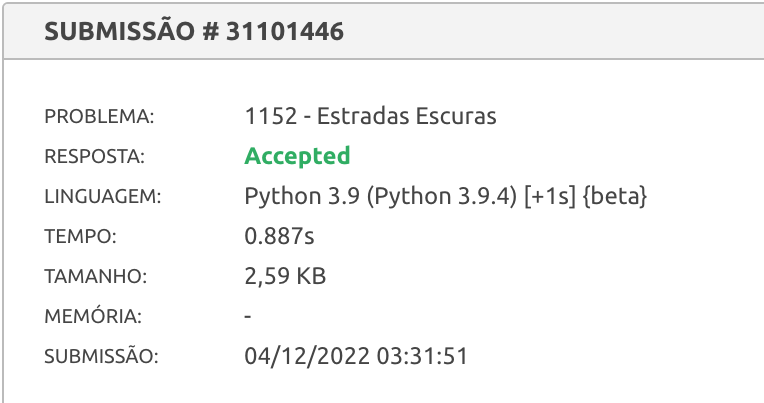 SUBMISSÃO # 31101446
PROBLEMA: 1152 - Estradas Escuras
RESPOSTA: Accepted
LINGUAGEM: Python 3.9 (Python 3.9.4) [+1s] {beta}
TEMPO: 0.887s
TAMANHO: 2,59 KB
MEMÓRIA: -
SUBMISSÃO: 04/12/2022 03:31:51